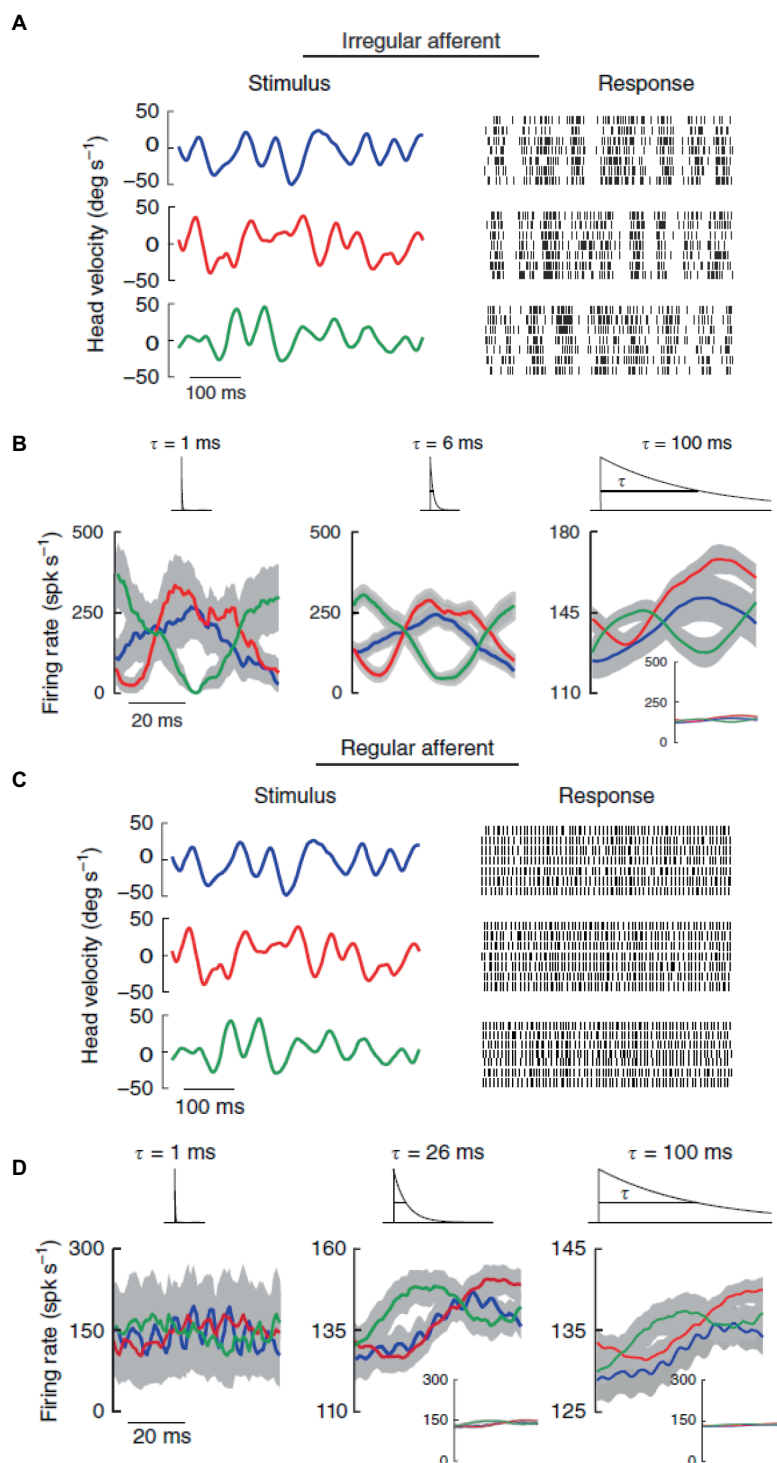 A
Irregular afferent
Stimulus Response
Head velocity (deg s⁻¹)
50
0
−50
50
0
−50
50
0
−50
100 ms
B
τ = 1 ms τ = 6 ms τ = 100 ms
τ
Firing rate (spk s⁻¹)
500 500 180
250 250 145
0 0 110
500
250
0
20 ms
Regular afferent
C
Stimulus Response
Head velocity (deg s⁻¹)
50
0
−50
50
0
−50
50
0
−50
100 ms
D
τ = 1 ms τ = 26 ms τ = 100 ms
τ
Firing rate (spk s⁻¹)
300 160 145
150 135 135
0 110 125
300 300
150 150
0 0
20 ms